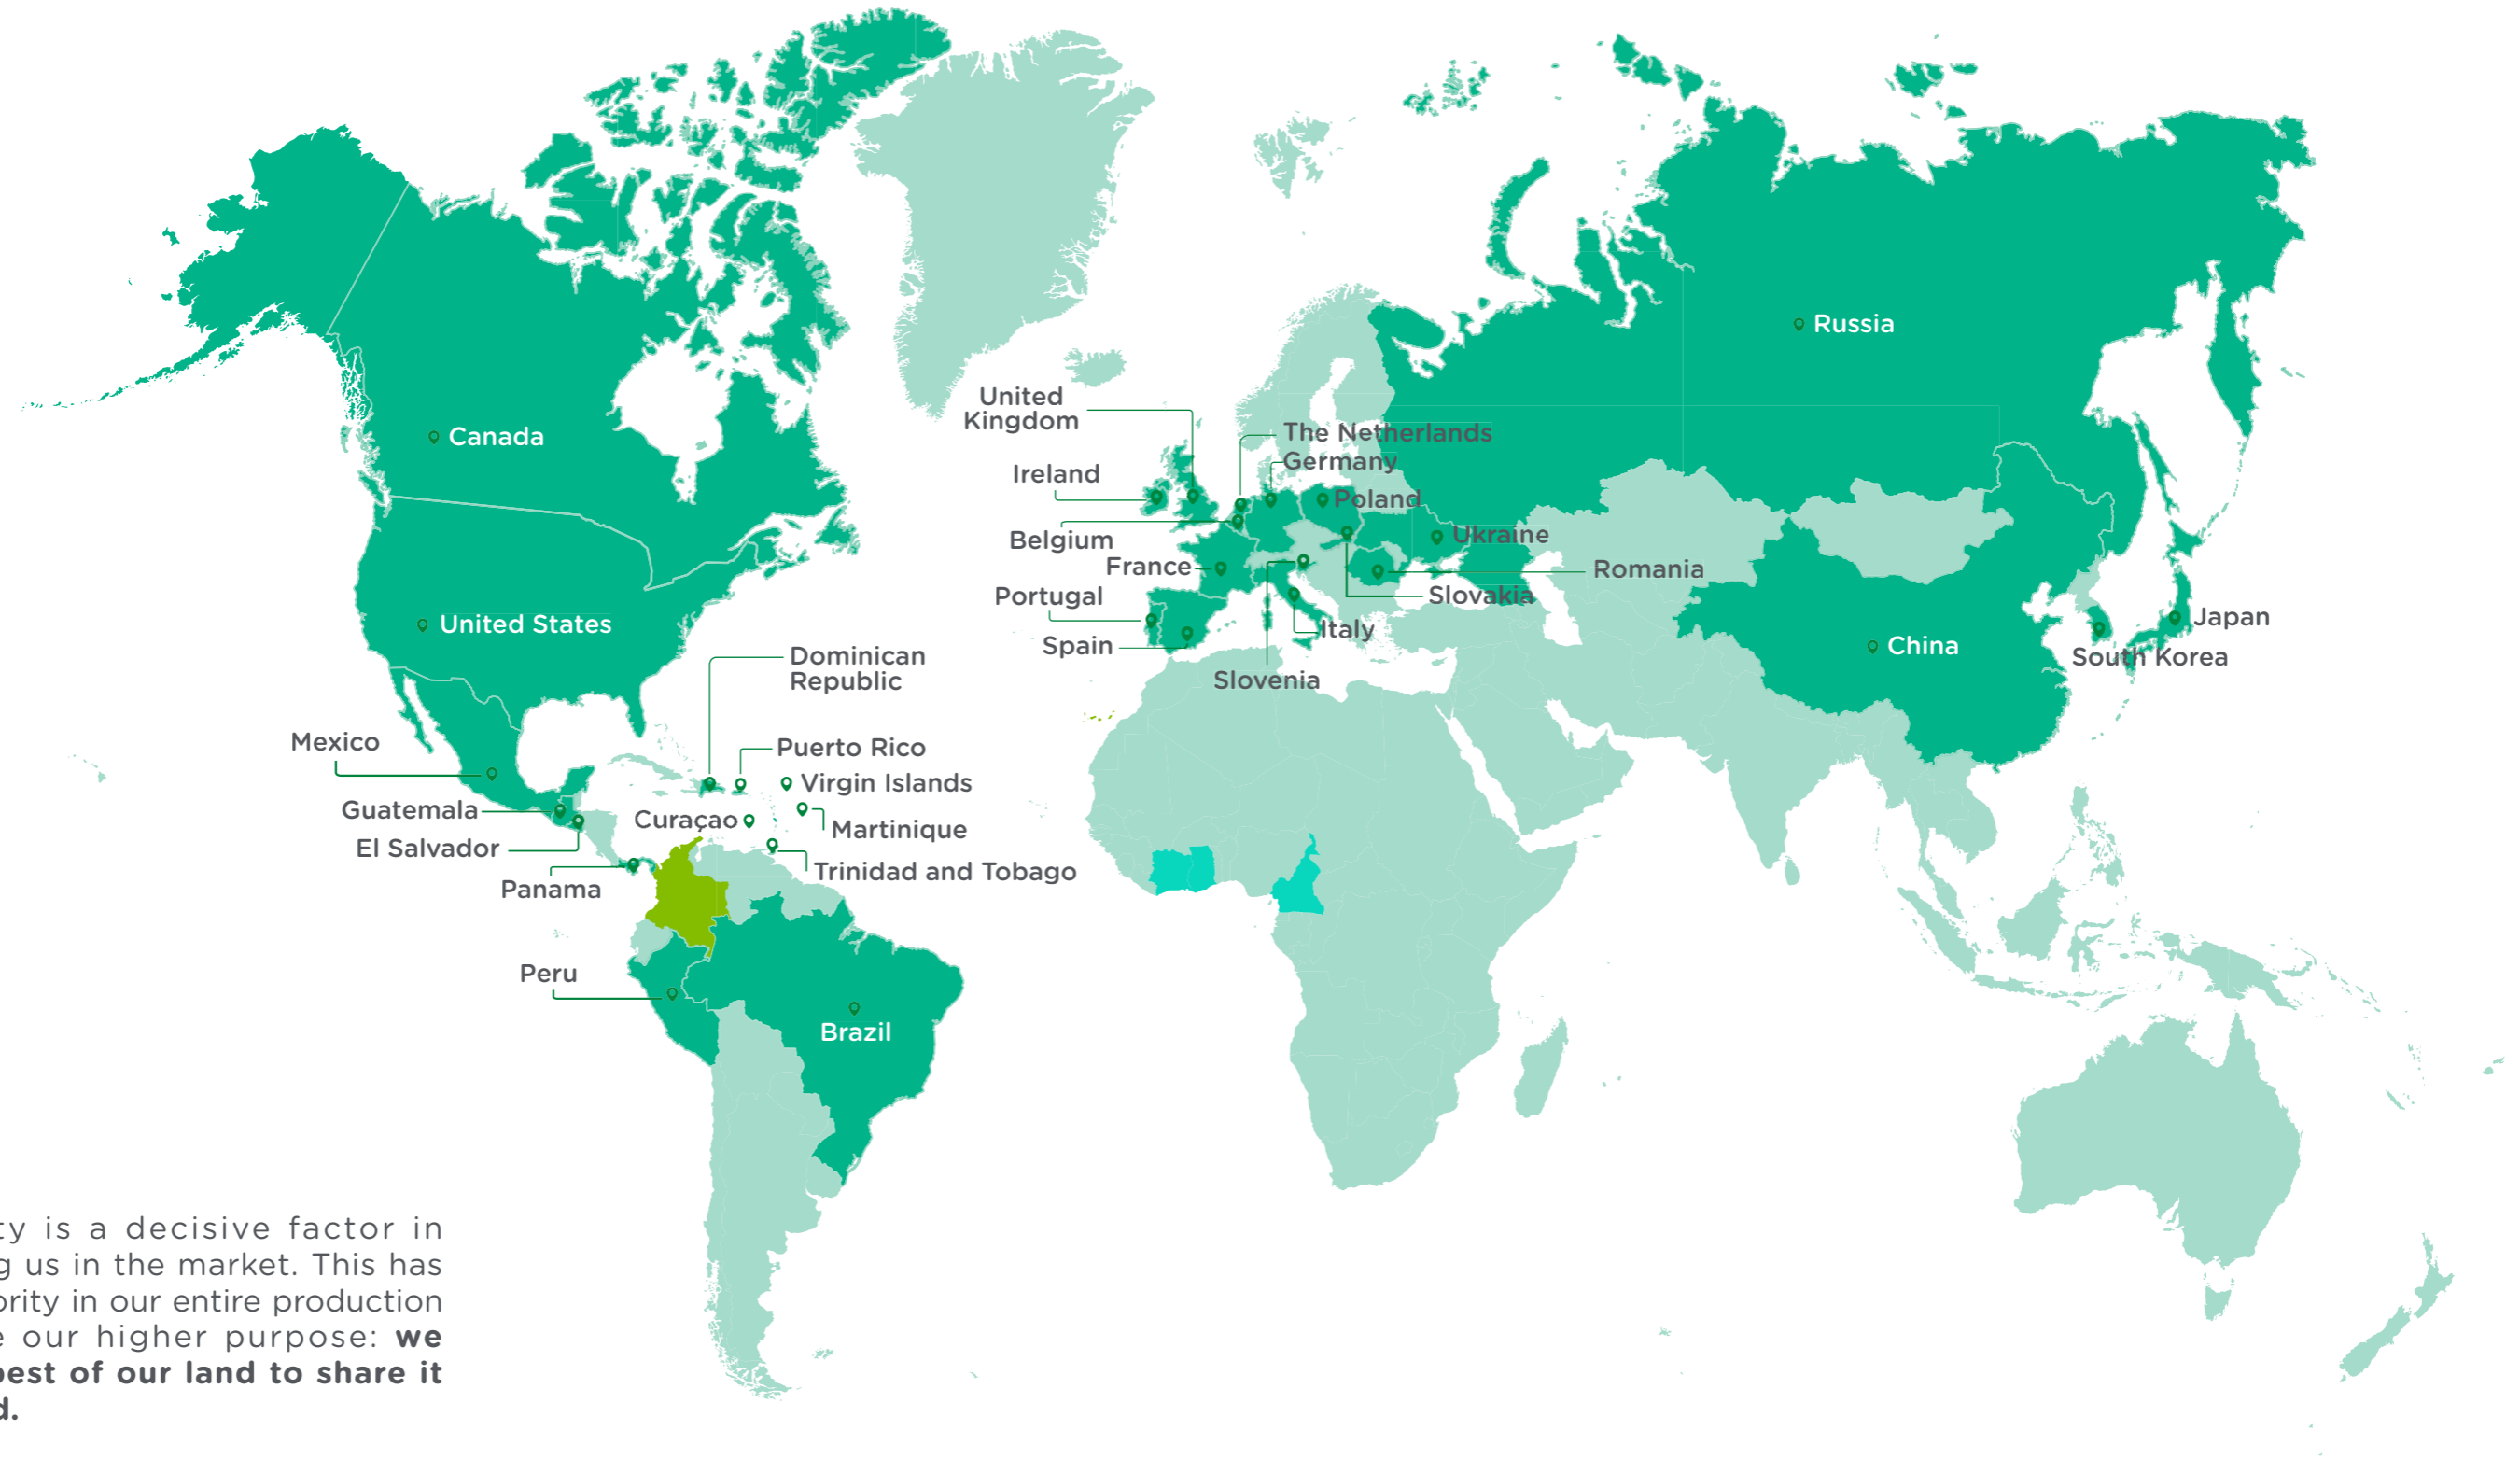 Russia
United
Kingdom
The Netherlands
Canada
Germany
Ireland
Poland
Ukraine
Belgium
France
Romania
Portugal
Slovakia
United States
Italy
Japan
Spain
China
South Korea
Dominican
Republic
Slovenia
Mexico
Puerto Rico
Virgin Islands
Guatemala
Curaçao
Martinique
El Salvador
Trinidad and Tobago
Panama
Peru
Brazil
is a decisive factor in
us in the market. This has
in our entire production
our higher purpose: we
of our land to share it